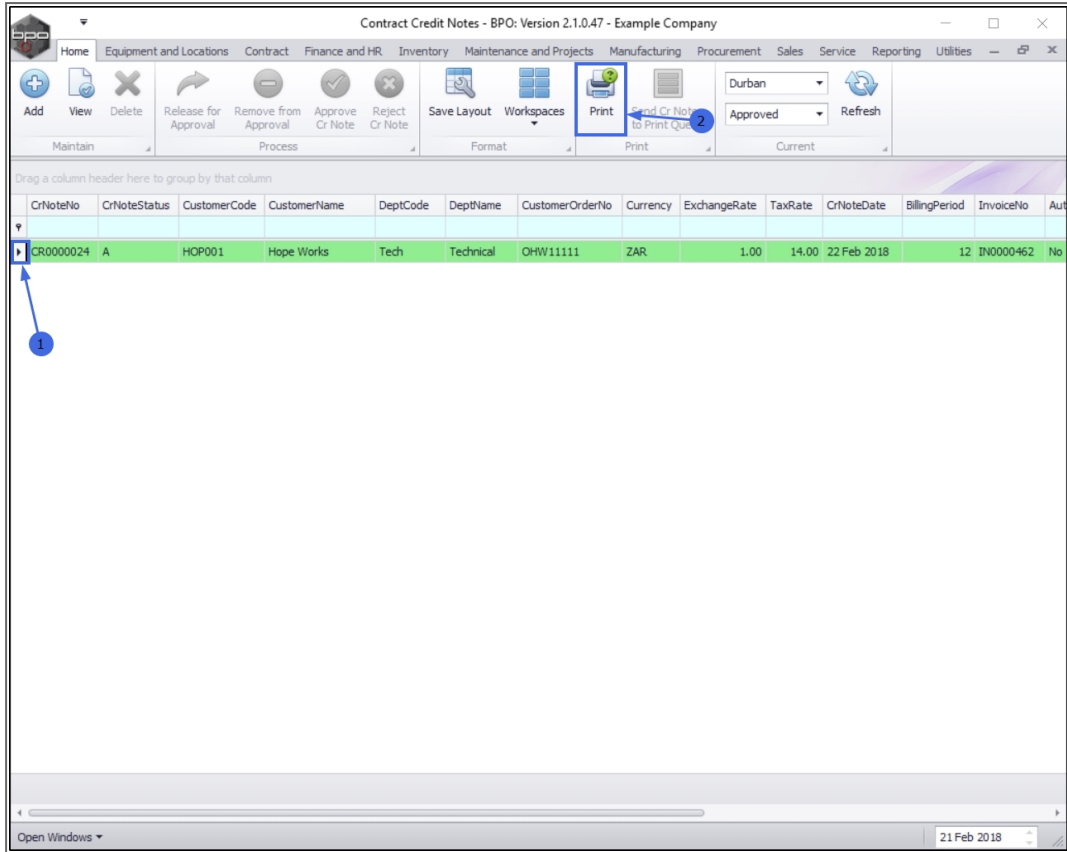 bpo
Contract Credit Notes - BPO: Version 2.1.0.47 - Example Company
Home Equipment and Locations Contract Finance and HR Inventory Maintenance and Projects Manufacturing Procurement Sales Service Reporting Utilities
Add View Delete Release for Approval Remove from Approval Approve Cr Note Reject Cr Note Save Layout Workspaces Print Send Cr Note to Print Durban Approved Refresh
2
Maintain Process Format Print Current
Drag a column header here to group by that column
CrNoteNo CrNoteStatus CustomerCode CustomerName DeptCode DeptName CustomerOrderNo Currency ExchangeRate TaxRate CrNoteDate BillingPeriod InvoiceNo Aut
CR0000024 A HOP001 Hope Works Tech Technical OHW11111 ZAR 1.00 14.00 22 Feb 2018 12 IN0000462 No
1
Open Windows 21 Feb 2018